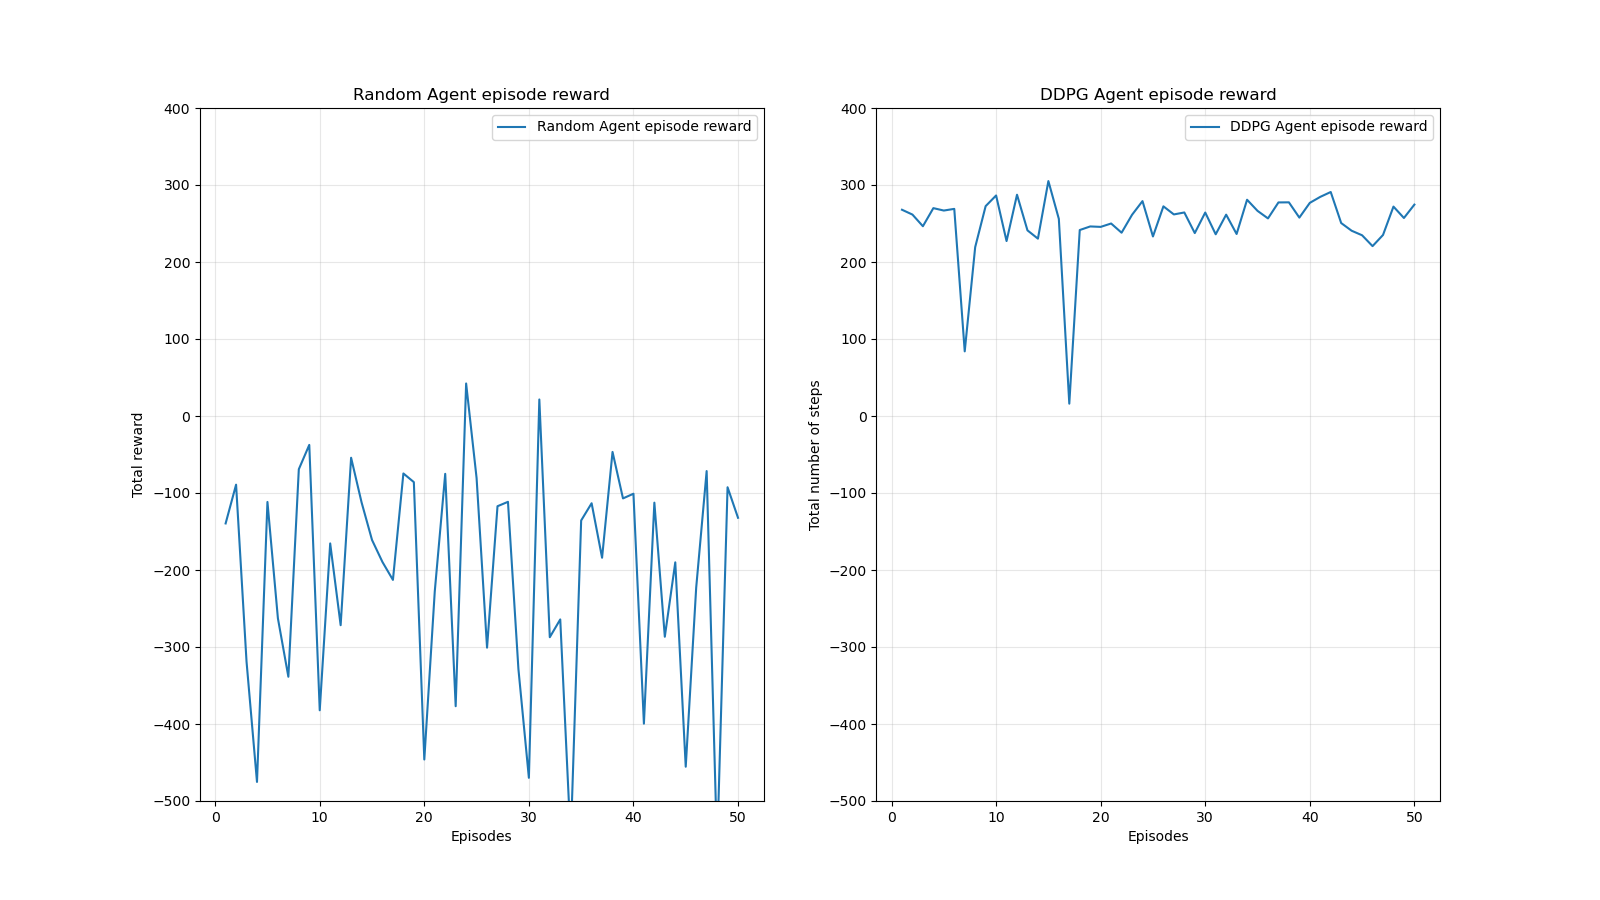 Random Agent episode reward
Random Agent episode reward
400
300
200
100
0
−100
−200
−300
−400
−500
Total reward
0 10 20 30 40 50
Episodes
DDPG Agent episode reward
DDPG Agent episode reward
400
300
200
100
0
−100
−200
−300
−400
−500
Total number of steps
0 10 20 30 40 50
Episodes